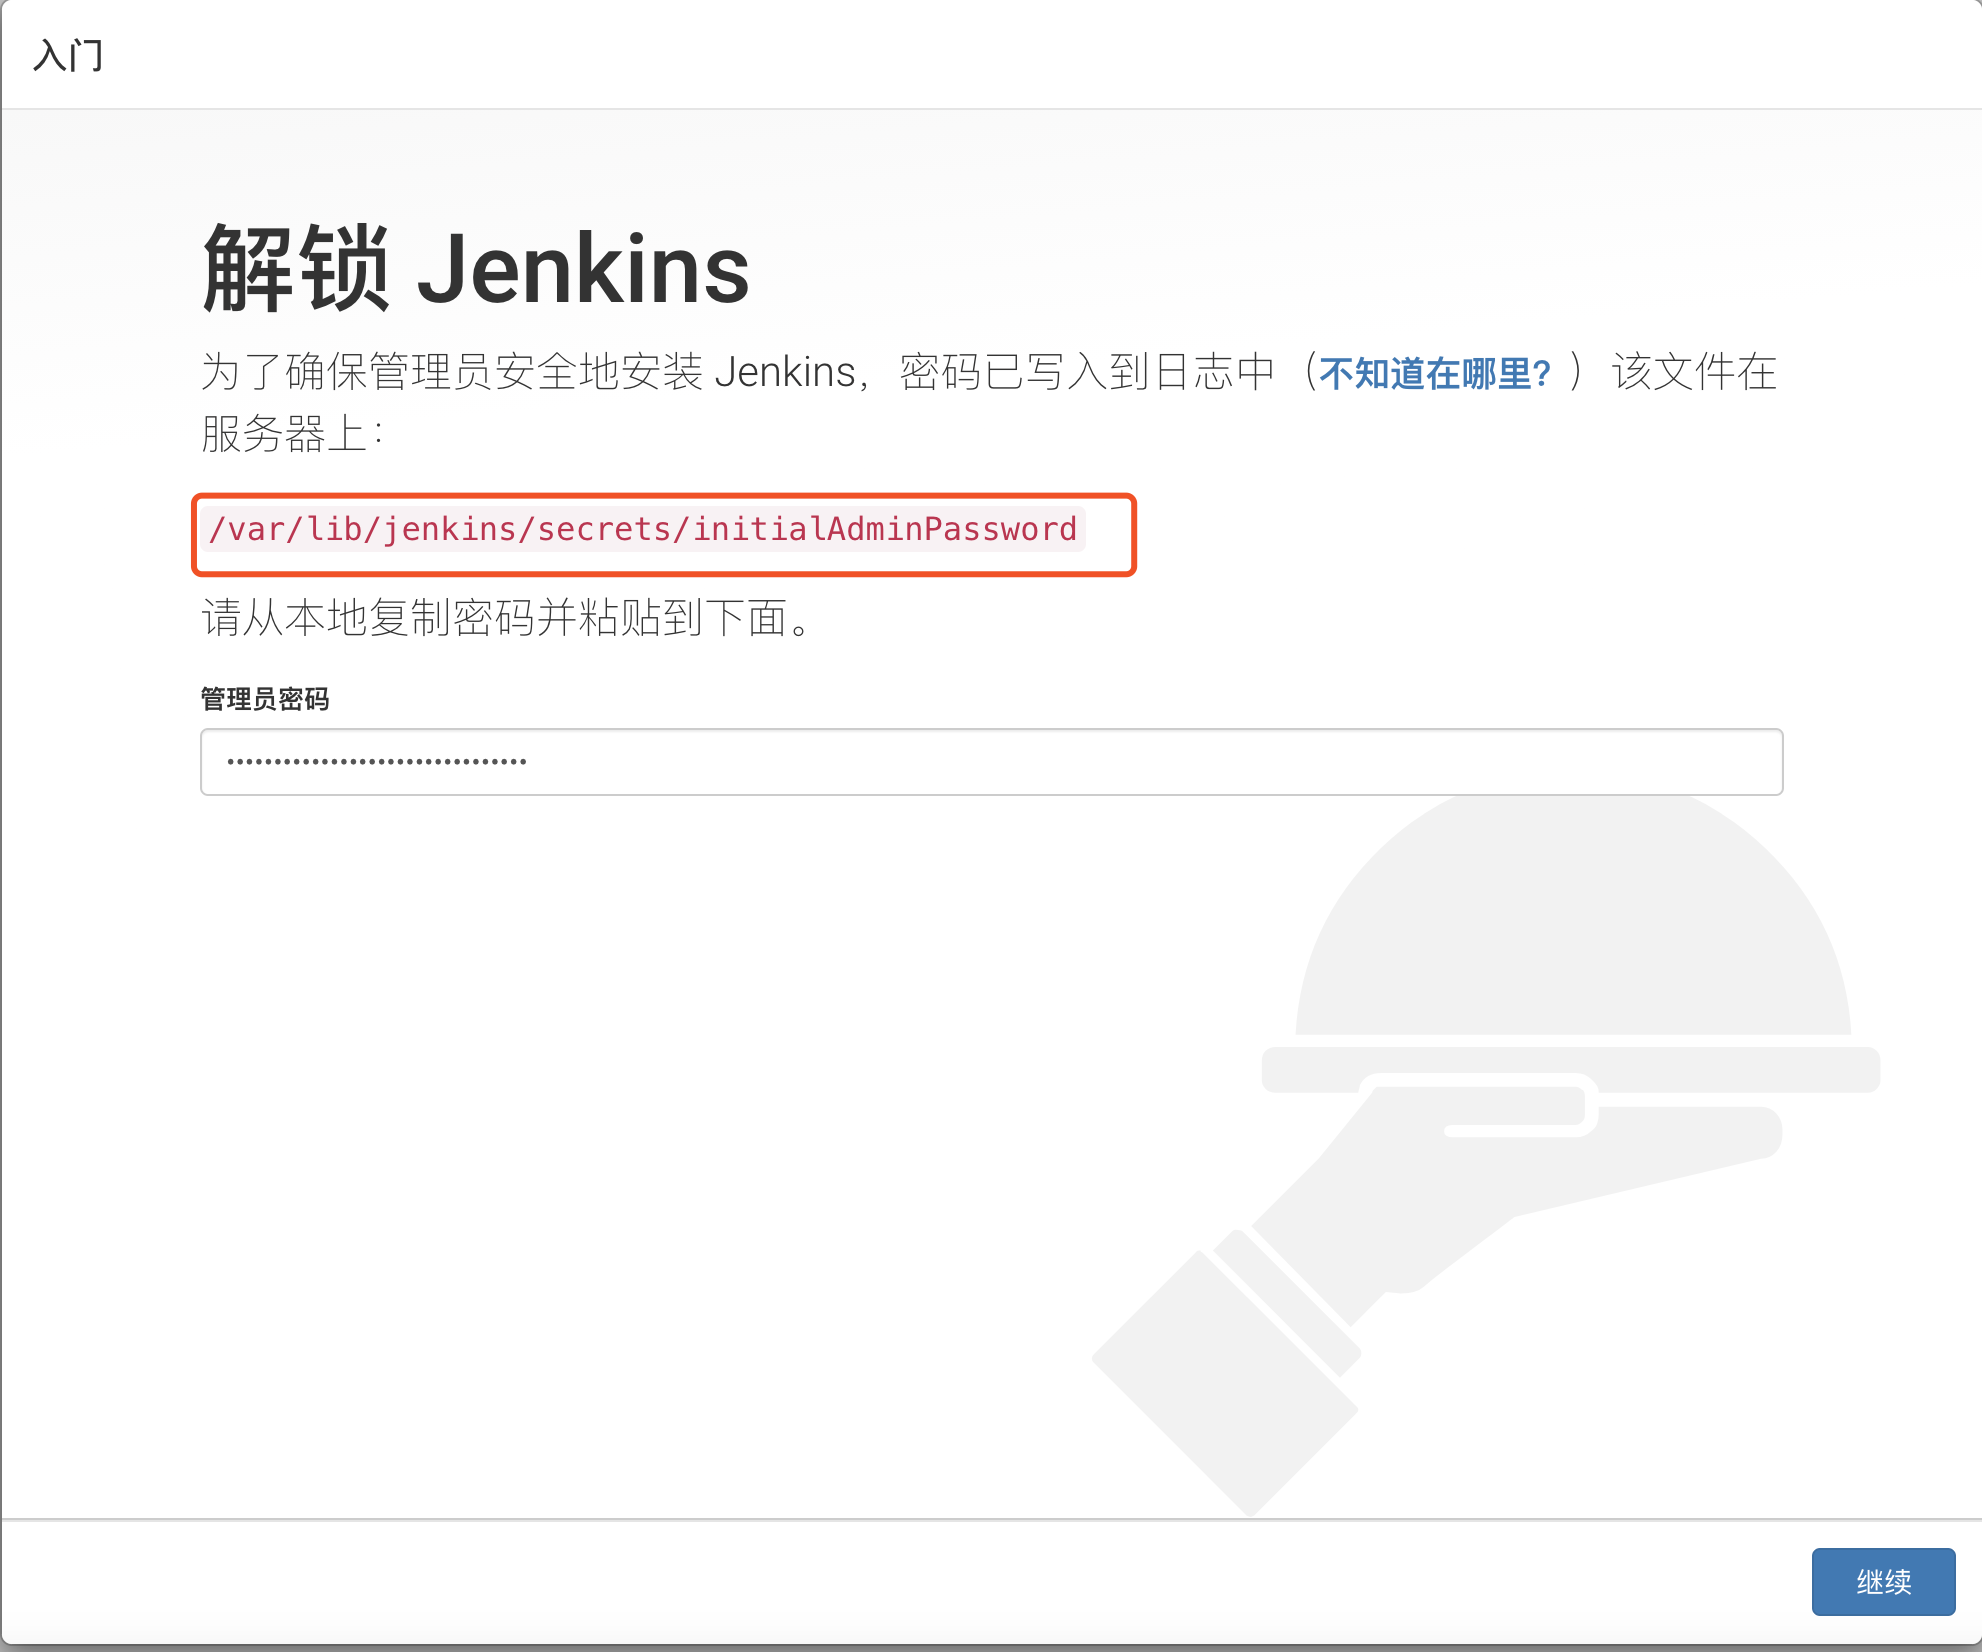 入门
解锁 Jenkins
为了确保管理员安全地安装 Jenkins，密码已写入到日志中（不知道在哪里？）该文件在
服务器上：
/var/lib/jenkins/secrets/initialAdminPassword
请从本地复制密码并粘贴到下面。
管理员密码
继续